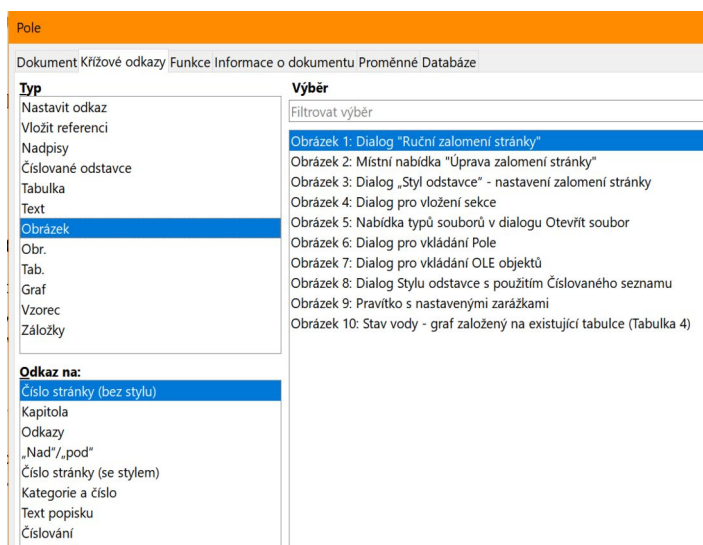 Pole
Dokument Křížové odkazy Funkce Informace o dokumentu Proměnné Databáze
Typ
Nastavit odkaz
Vložit referenci
Nadpisy
Číslované odstavce
Tabulka
Text
Obrázek
Obr.
Tab.
Graf
Vzorec
Záložky
Odkaz na:
Číslo stránky (bez stylu)
Kapitola
Odkazy
„Nad"/„pod"
Číslo stránky (se stylem)
Kategorie a číslo
Text popisku
Číslování
Výběr
Filtrovat výběr
Obrázek 1: Dialog "Ruční zalomení stránky"
Obrázek 2: Místní nabídka "Úprava zalomení stránky"
Obrázek 3: Dialog „Styl odstavce" - nastavení zalomení stránky
Obrázek 4: Dialog pro vložení sekce
Obrázek 5: Nabídka typů souborů v dialogu Otevřít soubor
Obrázek 6: Dialog pro vkládání Pole
Obrázek 7: Dialog pro vkládání OLE objektů
Obrázek 8: Dialog Stylu odstavce s použitím Číslovaného seznamu
Obrázek 9: Pravítko s nastavenými zarážkami
Obrázek 10: Stav vody - graf založený na existující tabulce (Tabulka 4)